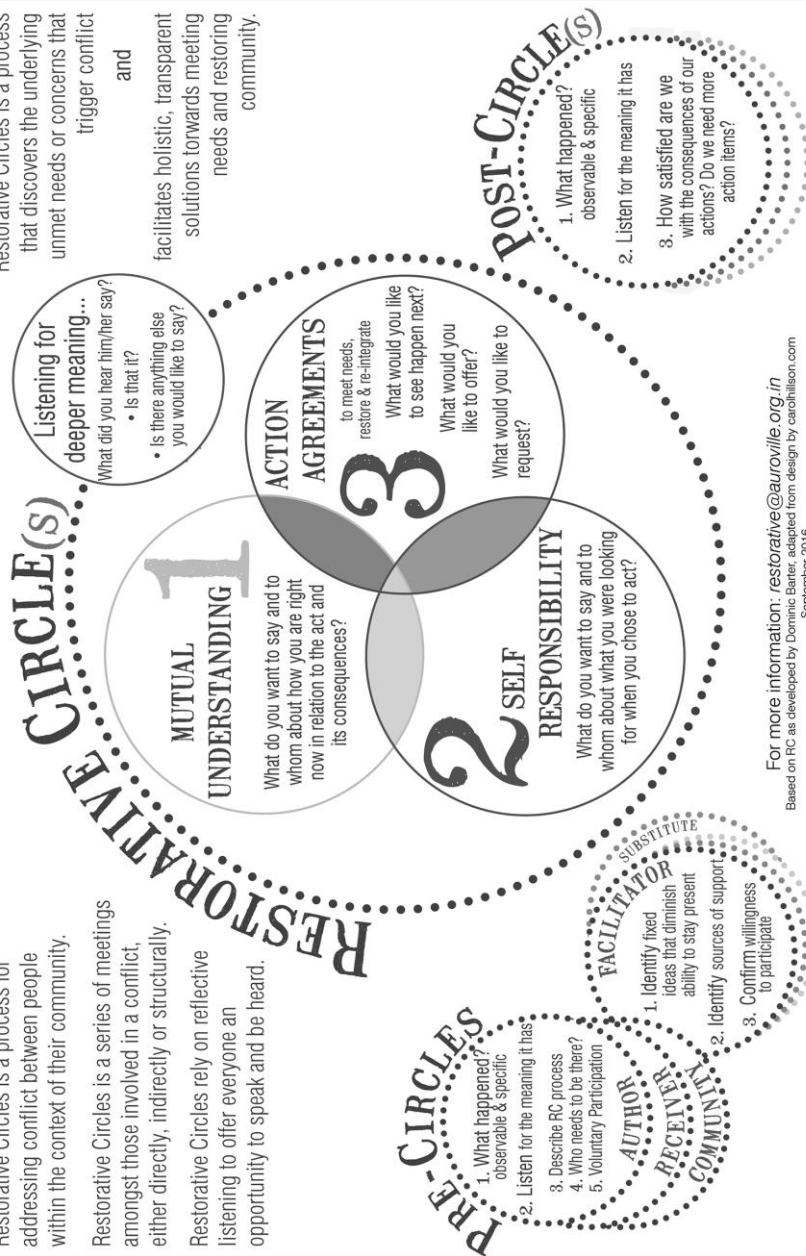 Restorative Circles is a process for
addressing conflict between people
within the context of their community.
Restorative Circles is a series of meetings
amongst those involved in a conflict,
either directly, indirectly or structurally.
Restorative Circles rely on reflective
listening to offer everyone an
opportunity to speak and be heard.
RESTORATIVE CIRCLE(S)
Restorative Circles is a process
that discovers the underlying
unmet needs or concerns that
trigger conflict
and
facilitates holistic, transparent
solutions torwards meeting
needs and restoring
community.
Listening for
deeper meaning...
What did you hear him/her say?
• Is that it?
• Is there anything else
you would like to say?
1
MUTUAL
UNDERSTANDING
What do you want to say and to
whom about how you are right
now in relation to the act and
its consequences?
2
SELF
RESPONSIBILITY
What do you want to say and to
whom about what you were looking
for when you chose to act?
3
ACTION
AGREEMENTS
to meet needs,
restore & re-integrate
What would you like
to see happen next?
What would you
like to offer?
What would you like to
request?
PRE-CIRCLES
1. What happened?
observable & specific
2. Listen for the meaning it has
3. Describe RC process
4. Who needs to be there?
5. Voluntary Participation
AUTHOR
RECEIVER
COMMUNITY
FACILITATOR
SUBSTITUTE
1. Identify fixed
ideas that diminish
ability to stay present
2. Identify sources of support
3. Confirm willingness
to participate
POST-CIRCLE(S)
1. What happened?
observable & specific
2. Listen for the meaning it has
3. How satisfied are we
with the consequences of our
actions? Do we need more
action items?
For more information: restorative@auroville.org.in
Based on RC as developed by Dominic Barter, adapted from design by carolhillson.com
September 2016